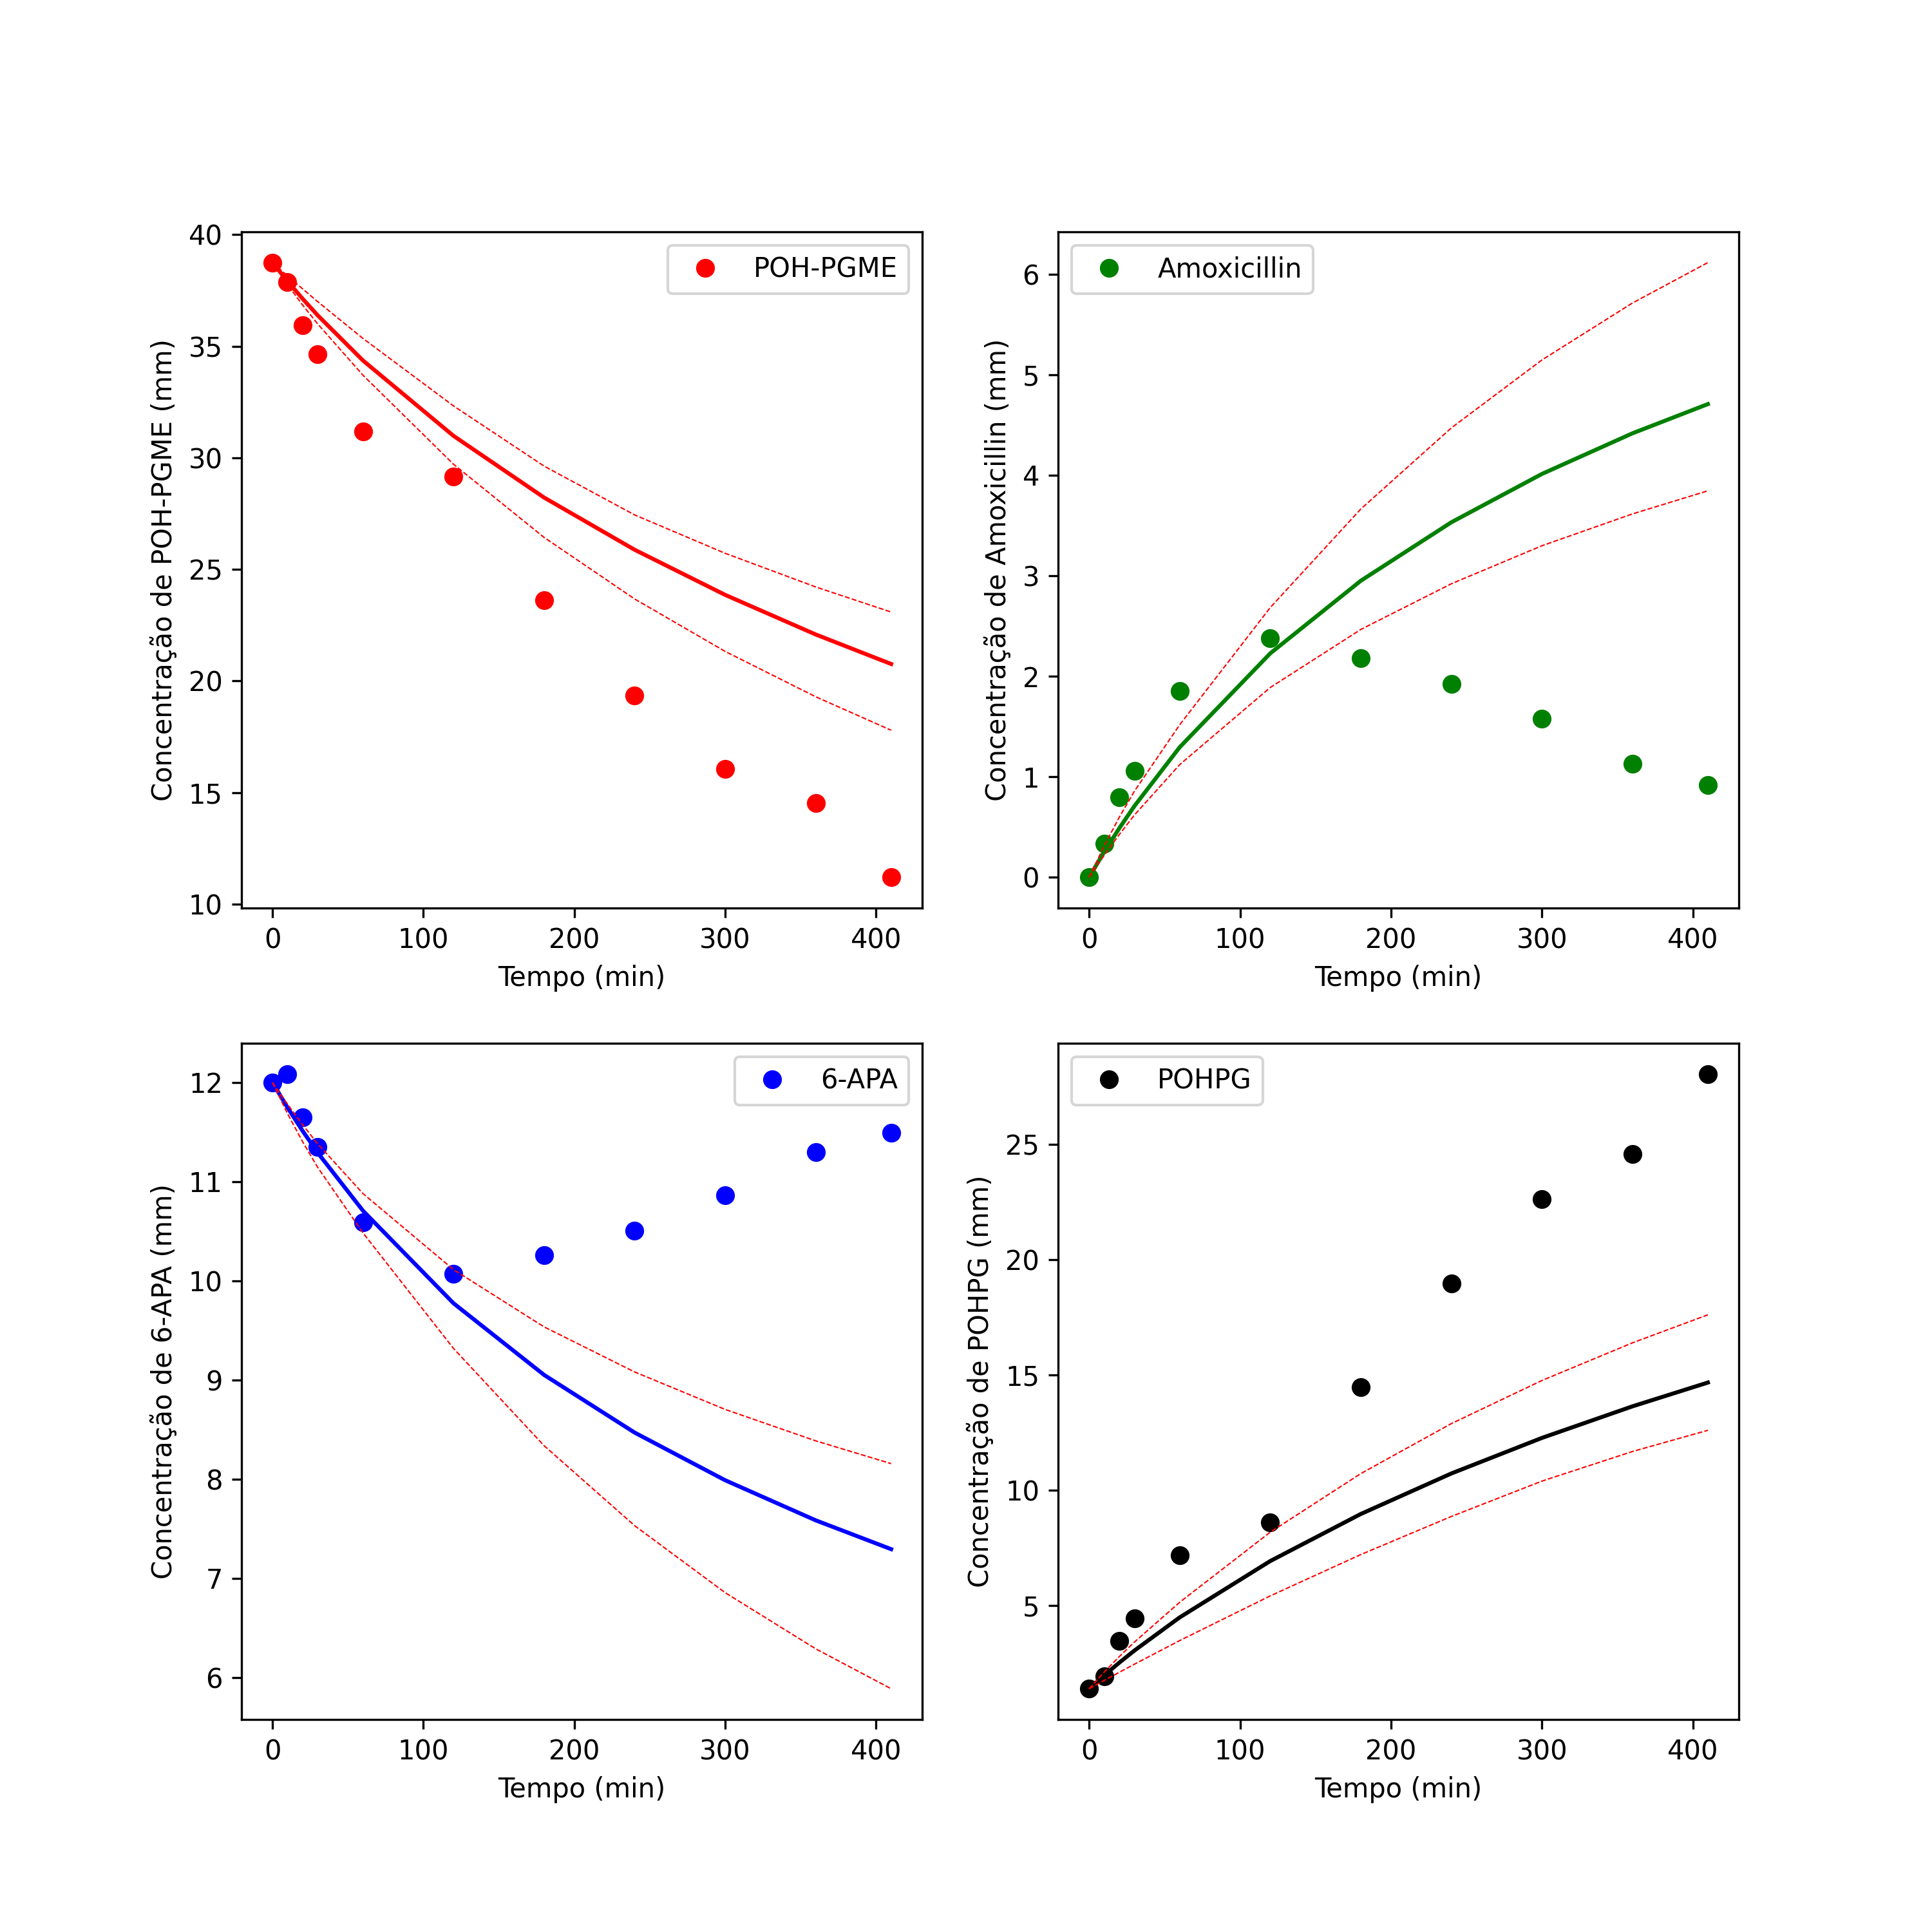 POH-PGME
40
35
30
25
20
15
10
Concentração de POH-PGME (mm)
0 100 200 300 400
Tempo (min)
Amoxicillin
6
5
4
3
2
1
0
Concentração de Amoxicillin (mm)
0 100 200 300 400
Tempo (min)
6-APA
12
11
10
9
8
7
6
Concentração de 6-APA (mm)
0 100 200 300 400
Tempo (min)
POHPG
25
20
15
10
5
Concentração de POHPG (mm)
0 100 200 300 400
Tempo (min)